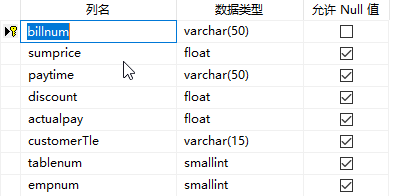 列名 数据类型 允许 Null 值
billnum varchar(50)
sumprice float
paytime varchar(50)
discount float
actualpay float
customerTle varchar(15)
tablenum smallint
empnum smallint